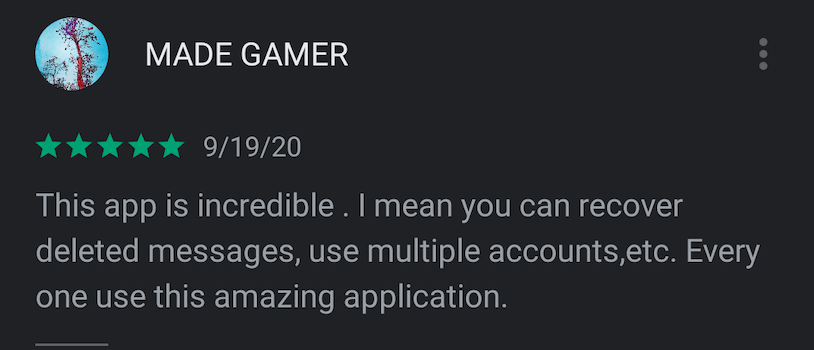 MADE GAMER
9/19/20
This app is incredible . I mean you can recover
deleted messages, use multiple accounts,etc. Every
one use this amazing application.